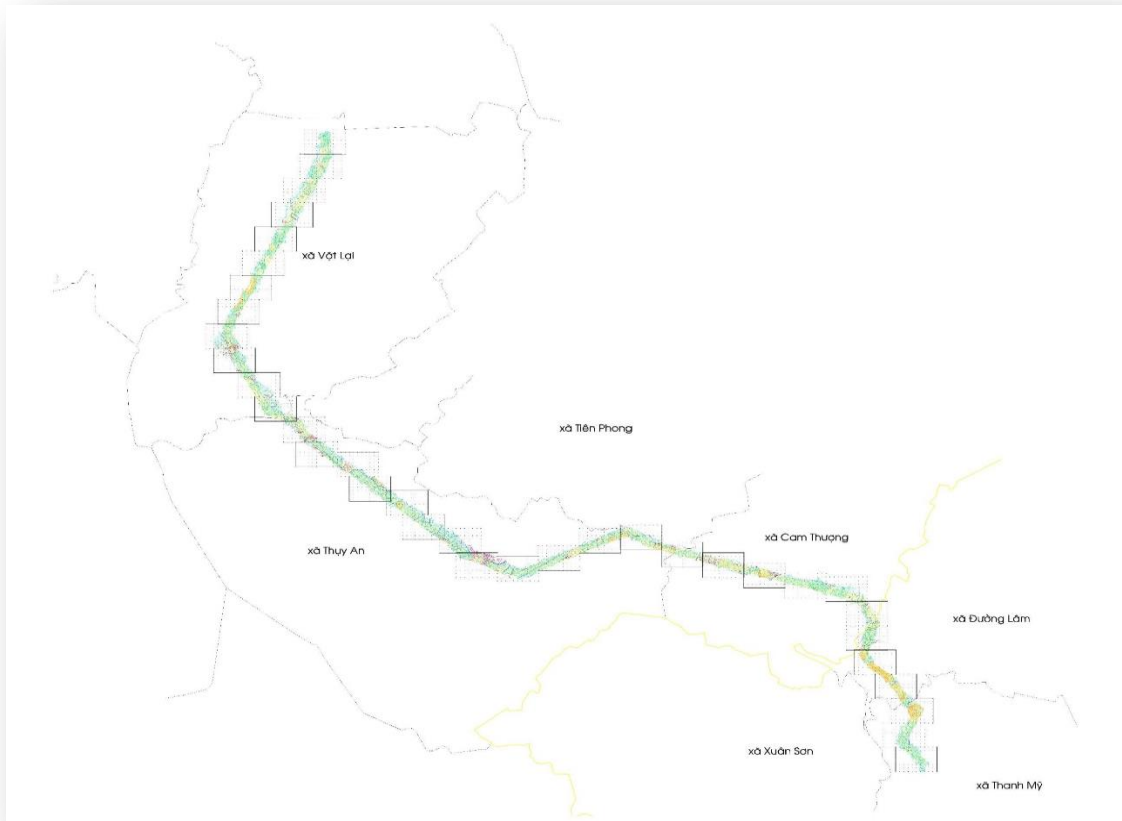 xã Vật Lại
xã Tiên Phong
xã Thụy An
xã Cam Thượng
xã Đường Lâm
xã Xuân Sơn
xã Thanh Mỹ